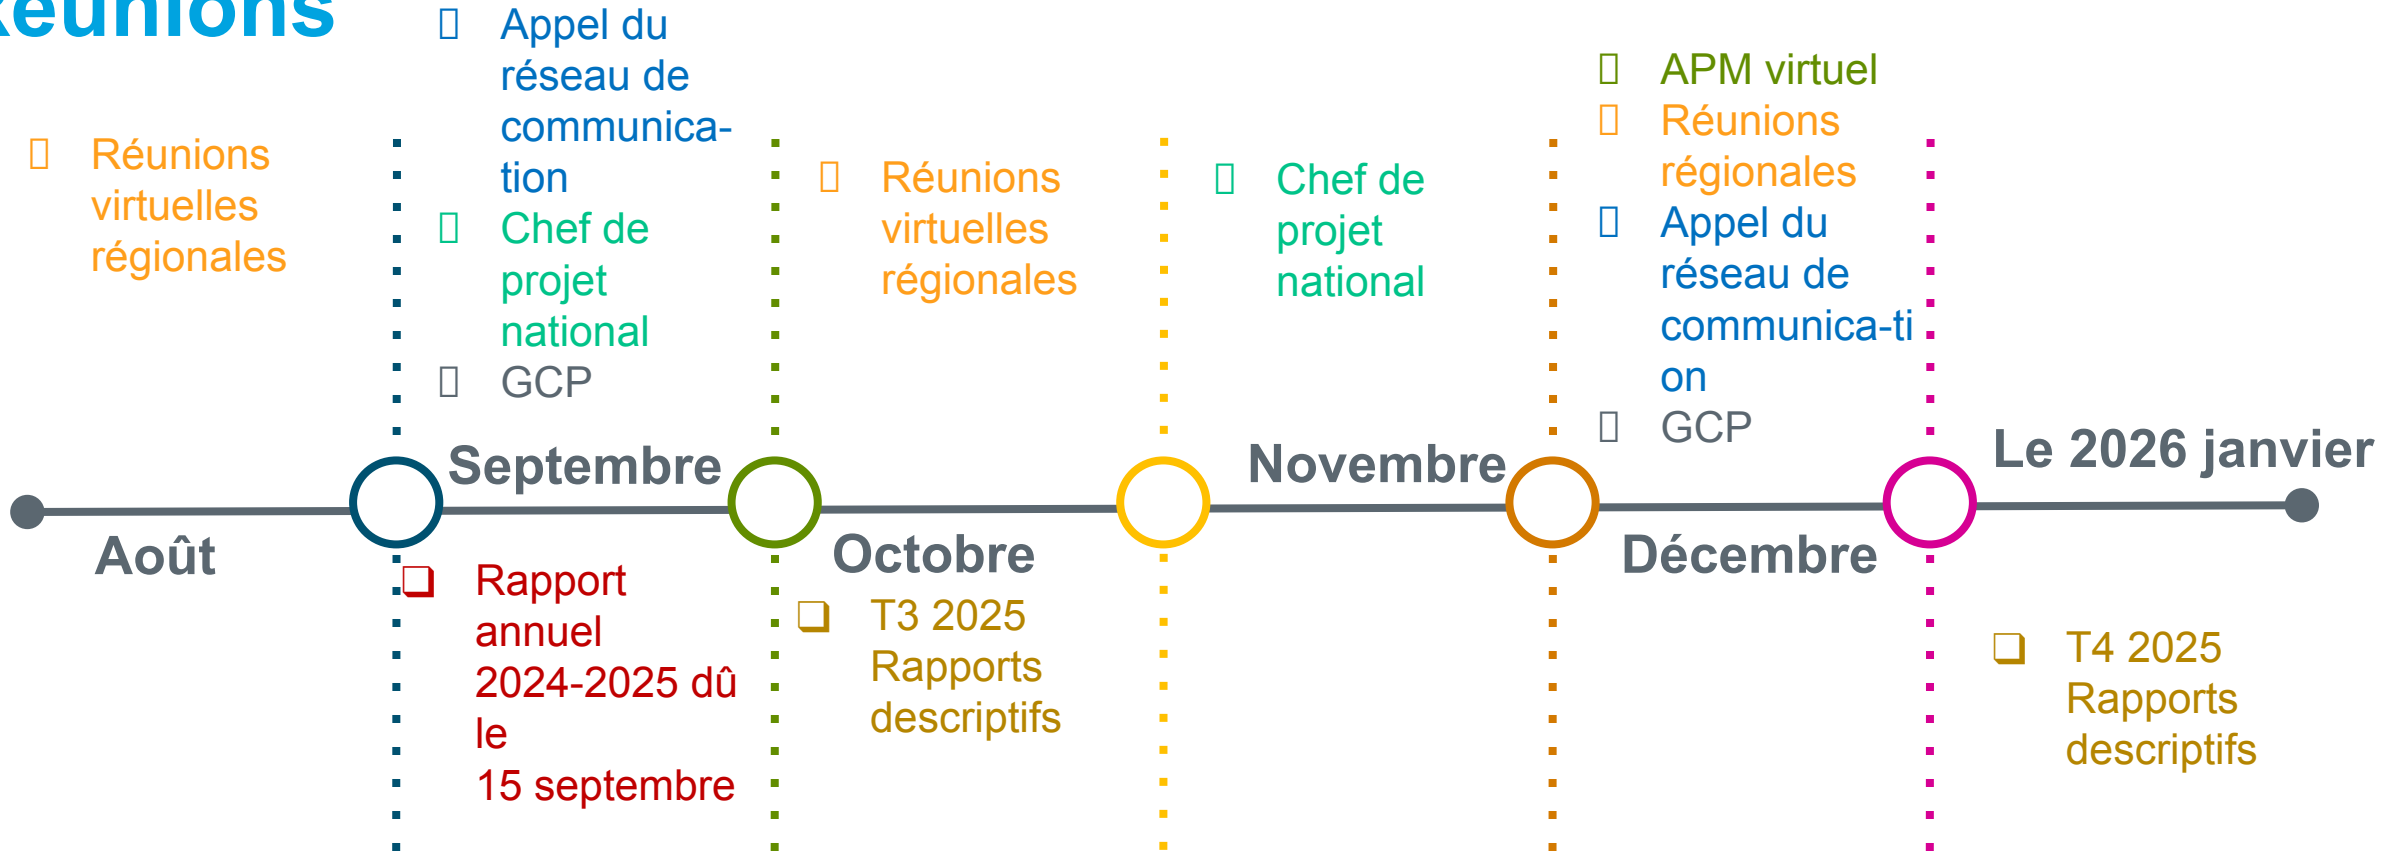 Réunions
Réunions
virtuelles
régionales
Appel du
réseau de
communica-
tion
Chef de
projet
national
GCP
Réunions
virtuelles
régionales
Chef de
projet
national
APM virtuel
Réunions
régionales
Appel du
réseau de
communica-ti
on
GCP
Août
Septembre
Octobre
Novembre
Décembre
Le 2026 janvier
❑ Rapport
annuel
2024-2025 dû
le
15 septembre
❑ T3 2025
Rapports
descriptifs
❑ T4 2025
Rapports
descriptifs